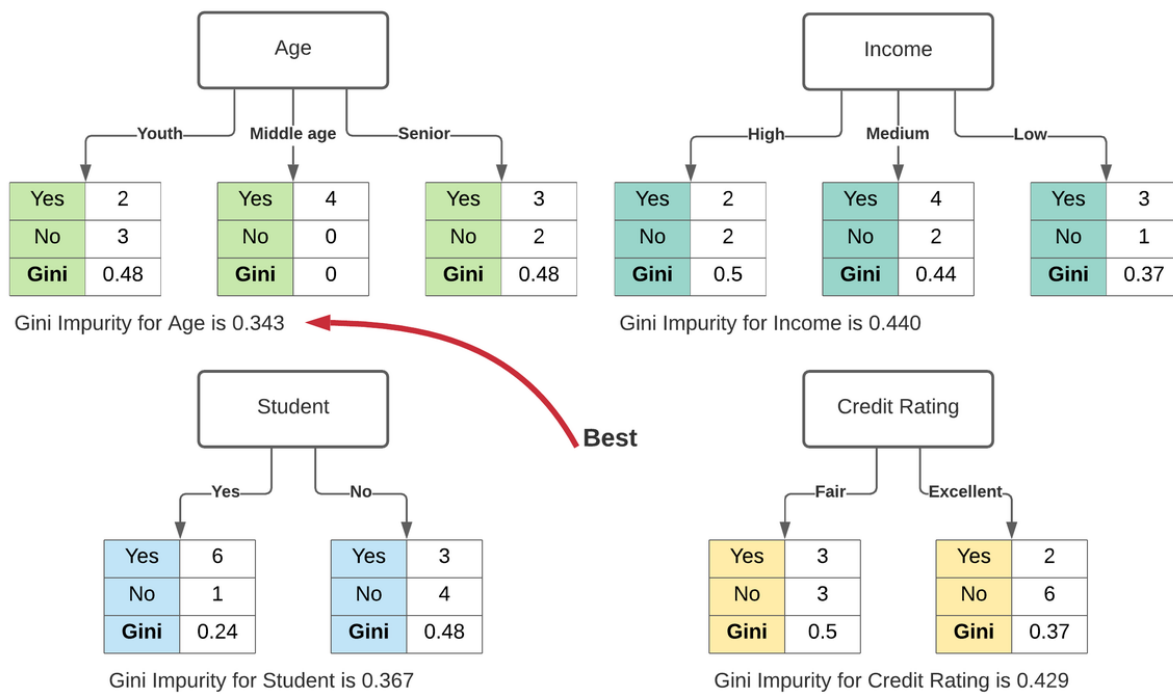 Age
Income
Youth Middle age Senior
High Medium Low
Yes 2
No 3
Gini 0.48
Yes 4
No 0
Gini 0
Yes 3
No 2
Gini 0.48
Yes 2
No 2
Gini 0.5
Yes 4
No 2
Gini 0.44
Yes 3
No 1
Gini 0.37
Gini Impurity for Age is 0.343
Gini Impurity for Income is 0.440
Best
Student
Credit Rating
Yes No
Fair Excellent
Yes 6
No 1
Gini 0.24
Yes 3
No 4
Gini 0.48
Yes 3
No 3
Gini 0.5
Yes 2
No 6
Gini 0.37
Gini Impurity for Student is 0.367
Gini Impurity for Credit Rating is 0.429